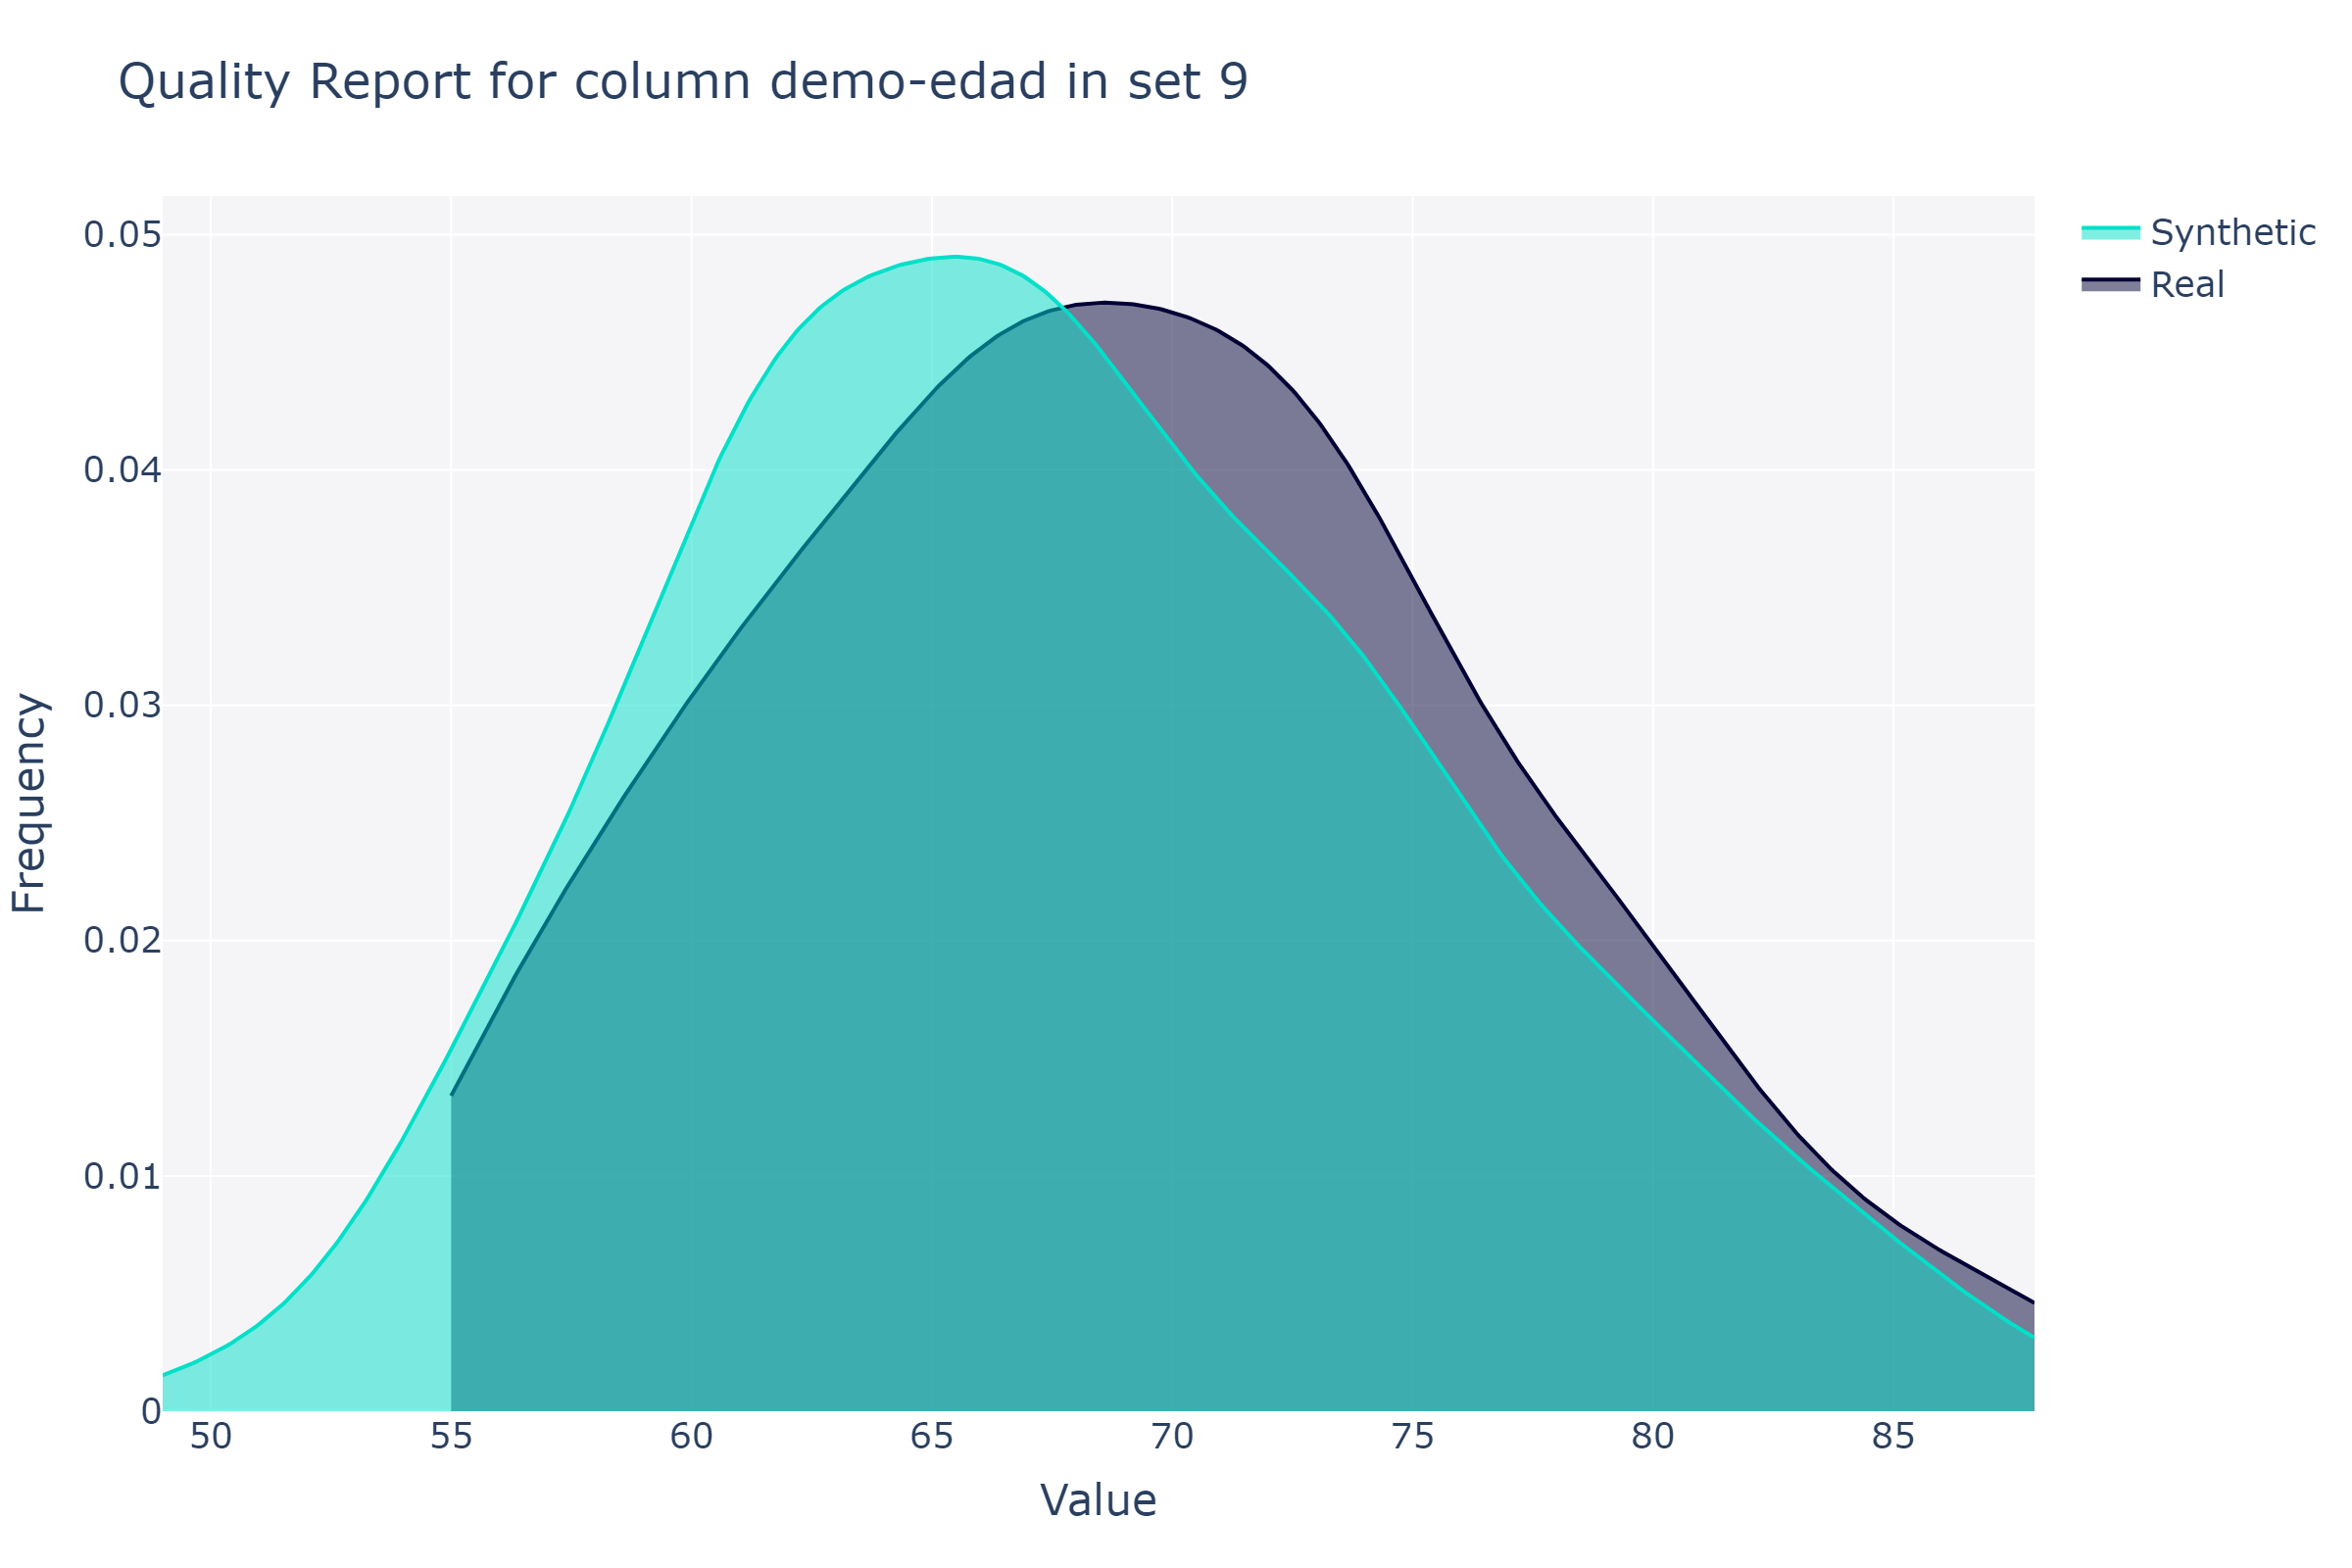 Quality Report for column demo-edad in set 9
Synthetic
Real
0.05
0.04
0.03
0.02
0.01
0
Frequency
50 55 60 65 70 75 80 85
Value